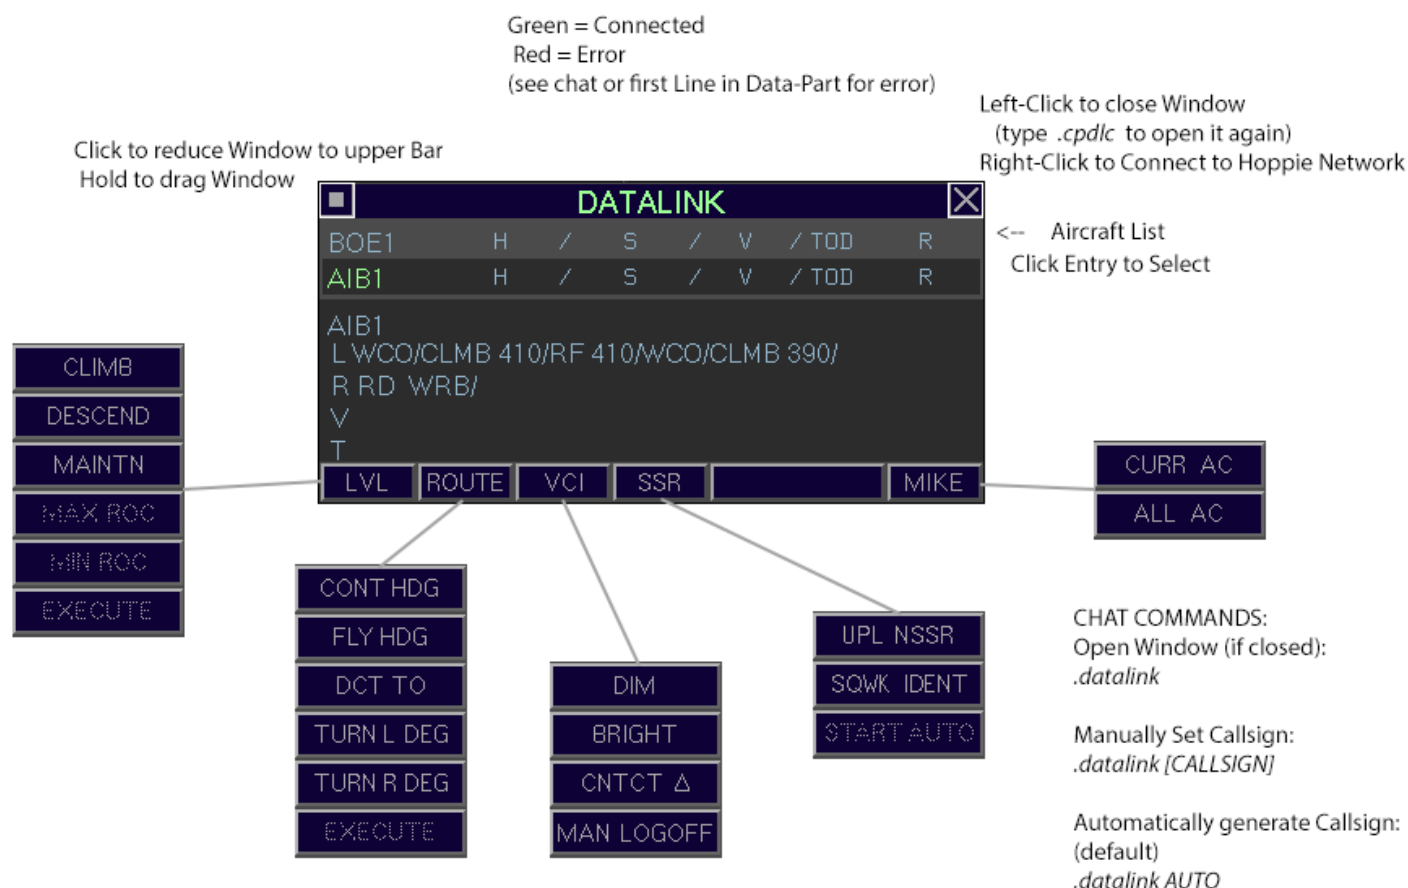 Green = Connected
Red = Error
(see chat or first Line in Data-Part for error)
Left-Click to close Window
(type .cpdlc to open it again)
Right-Click to Connect to Hoppie Network
Click to reduce Window to upper Bar
Hold to drag Window
DATALINK
BOE1 H / S / V / TOD R
AIB1 H / S / V / TOD R
<-- Aircraft List
Click Entry to Select
AIB1
L WCO/CLMB 410/RF 410/WCO/CLMB 390/
R RD WRB/
V
T
LVL ROUTE VCI SSR MIKE
CLIMB
DESCEND
MAINTN
MAX ROC
MIN ROC
EXECUTE
CONT HDG
FLY HDG
DCT TO
TURN L DEG
TURN R DEG
EXECUTE
DIM
BRIGHT
CNTCT Δ
MAN LOGOFF
UPL NSSR
SQWK IDENT
START AUTO
CURR AC
ALL AC
CHAT COMMANDS:
Open Window (if closed):
.datalink
Manually Set Callsign:
.datalink [CALLSIGN]
Automatically generate Callsign:
(default)
.datalink AUTO